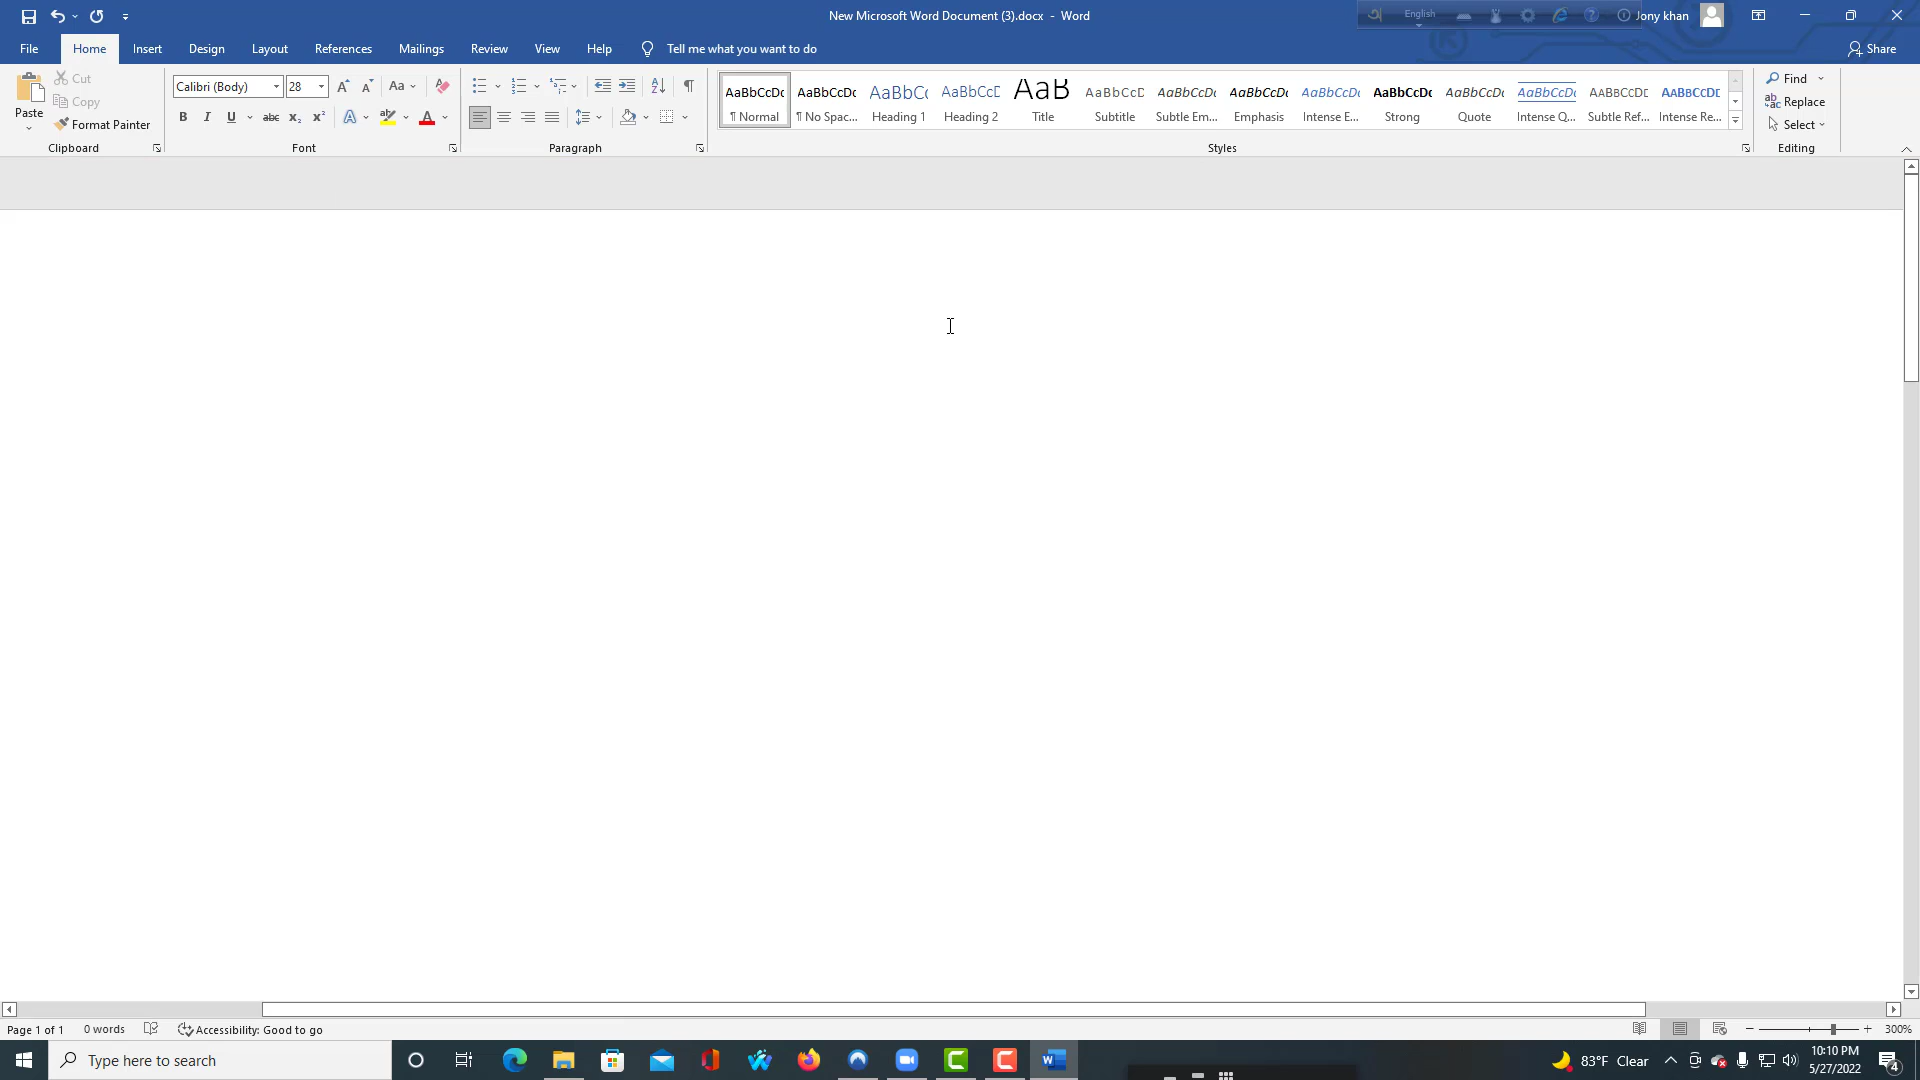 New Microsoft Word Document (3).docx - Word
English
Jony khan
File Home Insert Design Layout References Mailings Review View Help Tell me what you want to do Share
Paste
Cut
Copy
Format Painter
Clipboard
Calibri (Body) 28
Font
Paragraph
AaBbCcDc AaBbCcDc AaBbCc AaBbCcD AaB AaBbCcD AaBbCcDc AaBbCcDc AaBbCcDc AaBbCcDc AaBbCcDc AaBbCcDc AABBCCDE AABBCCDE
¶ Normal ¶ No Spac... Heading 1 Heading 2 Title Subtitle Subtle Em... Emphasis Intense E... Strong Quote Intense Q... Subtle Ref... Intense Re...
Styles
Find
Replace
Select
Editing
Page 1 of 1 0 words Accessibility: Good to go 300%
Type here to search
83°F Clear
10:10 PM
5/27/2022
4